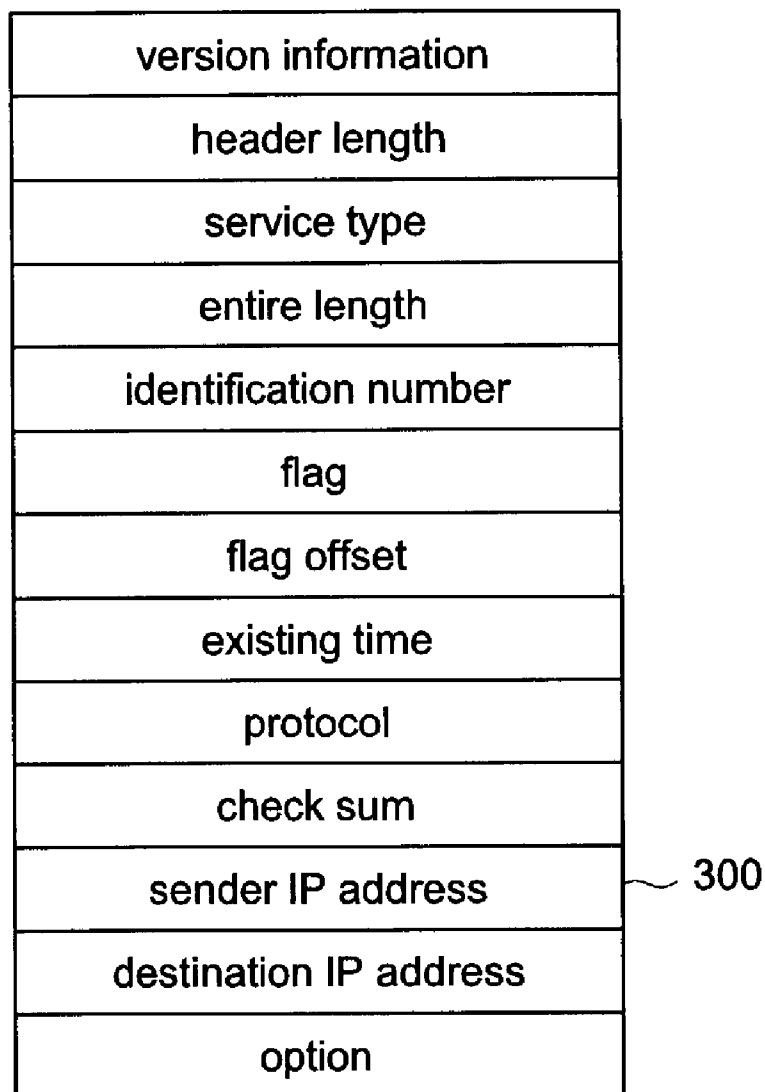 version information
header length
service type
entire length
identification number
flag
flag offset
existing time
protocol
check sum
sender IP address
300
destination IP address
option